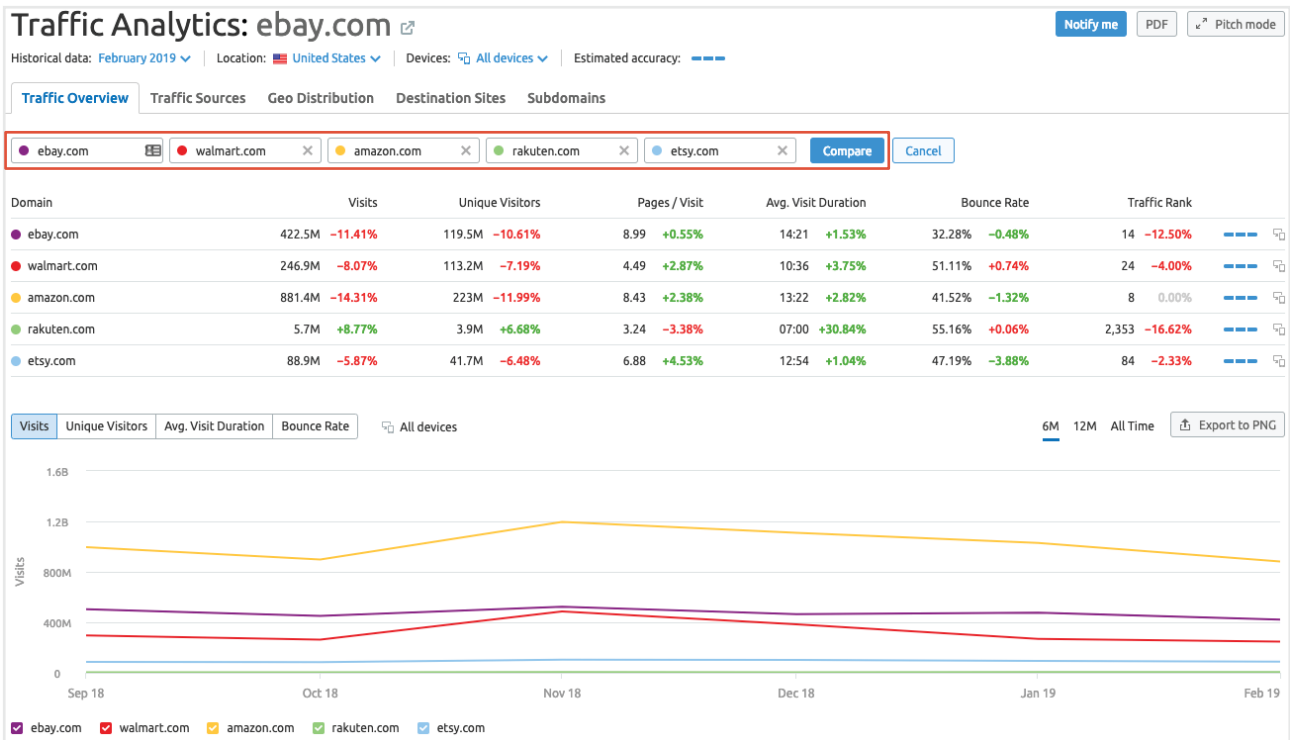 Traffic Analytics: ebay.com
Notify me PDF Pitch mode
Historical data: February 2019 Location: United States Devices: All devices Estimated accuracy:
Traffic Overview Traffic Sources Geo Distribution Destination Sites Subdomains
ebay.com walmart.com amazon.com rakuten.com etsy.com Compare Cancel
Domain Visits Unique Visitors Pages / Visit Avg. Visit Duration Bounce Rate Traffic Rank
ebay.com 422.5M −11.41% 119.5M −10.61% 8.99 +0.55% 14:21 +1.53% 32.28% −0.48% 14 −12.50%
walmart.com 246.9M −8.07% 113.2M −7.19% 4.49 +2.87% 10:36 +3.75% 51.11% +0.74% 24 −4.00%
amazon.com 881.4M −14.31% 223M −11.99% 8.43 +2.38% 13:22 +2.82% 41.52% −1.32% 8 0.00%
rakuten.com 5.7M +8.77% 3.9M +6.68% 3.24 −3.38% 07:00 +30.84% 55.16% +0.06% 2,353 −16.62%
etsy.com 88.9M −5.87% 41.7M −6.48% 6.88 +4.53% 12:54 +1.04% 47.19% −3.88% 84 −2.33%
Visits Unique Visitors Avg. Visit Duration Bounce Rate All devices 6M 12M All Time Export to PNG
1.6B
1.2B
800M
400M
0
Visits
Sep 18 Oct 18 Nov 18 Dec 18 Jan 19 Feb 19
ebay.com walmart.com amazon.com rakuten.com etsy.com